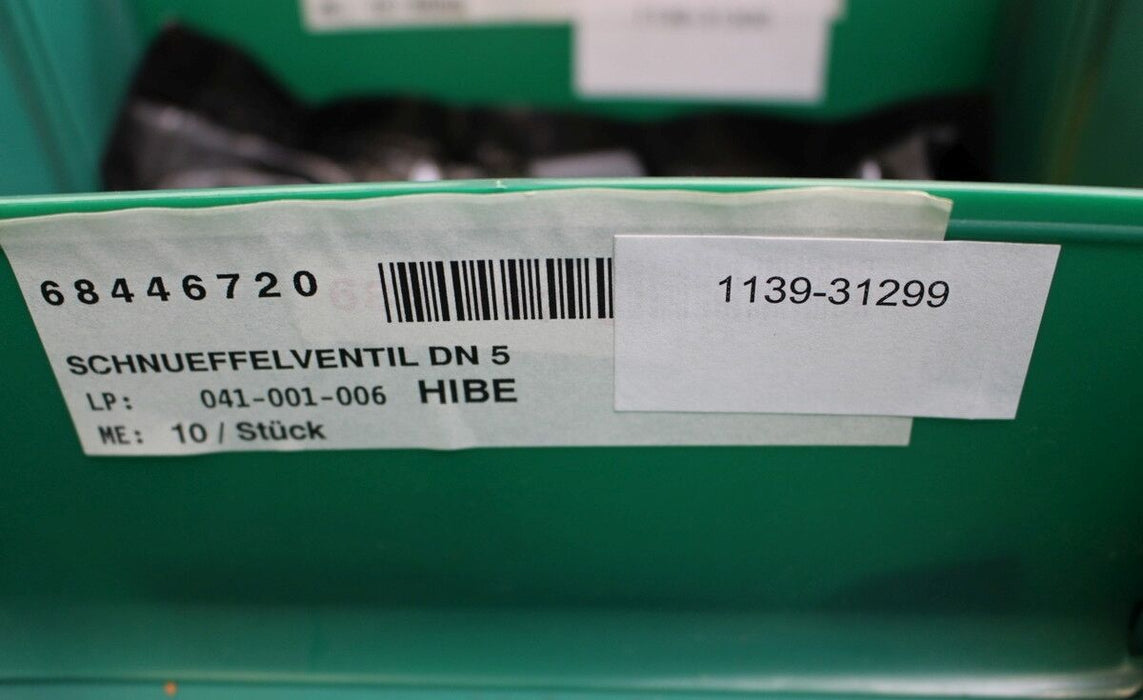 68446720
1139-31299
SCHNUEFFELVENTIL DN 5
LP: 041-001-006 HIBE
ME: 10 / Stück